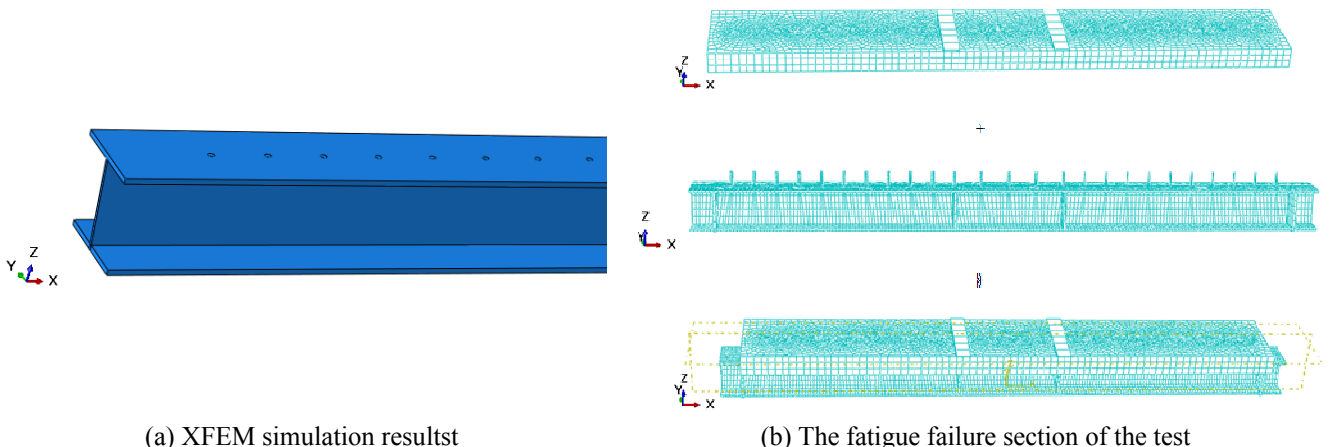 Z
Y
X
Z
Y
X
+
Z
Y
X
||
Z
Y
X
(a) XFEM simulation resultst
(b) The fatigue failure section of the test